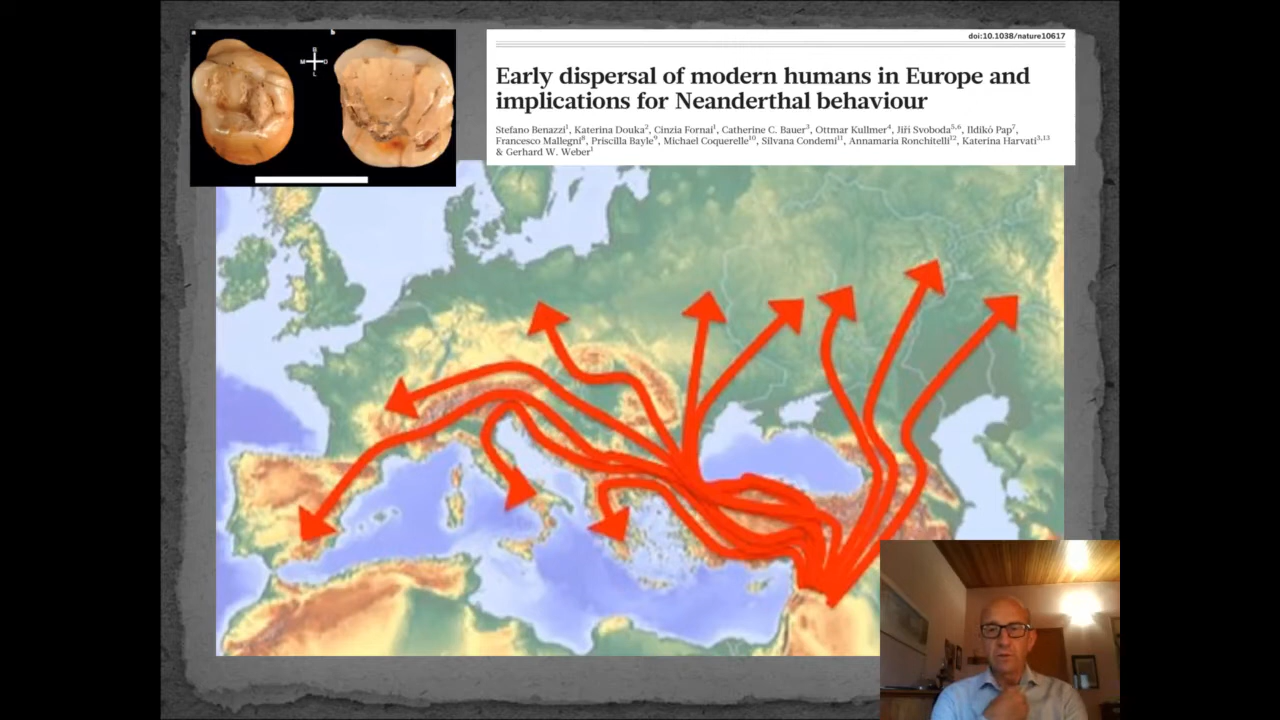 a
b
B
M
D
L
doi:10.1038/nature10617
Early dispersal of modern humans in Europe and
implications for Neanderthal behaviour
Stefano Benazzi¹, Katerina Douka², Cinzia Fornai¹, Catherine C. Bauer³, Ottmar Kullmer⁴, Jiří Svoboda⁵,⁶, Ildikó Pap⁷,
Francesco Mallegni⁸, Priscilla Bayle⁹, Michael Coquerelle¹⁰, Silvana Condemi¹¹, Annamaria Ronchitelli¹², Katerina Harvati³,¹³
& Gerhard W. Weber¹